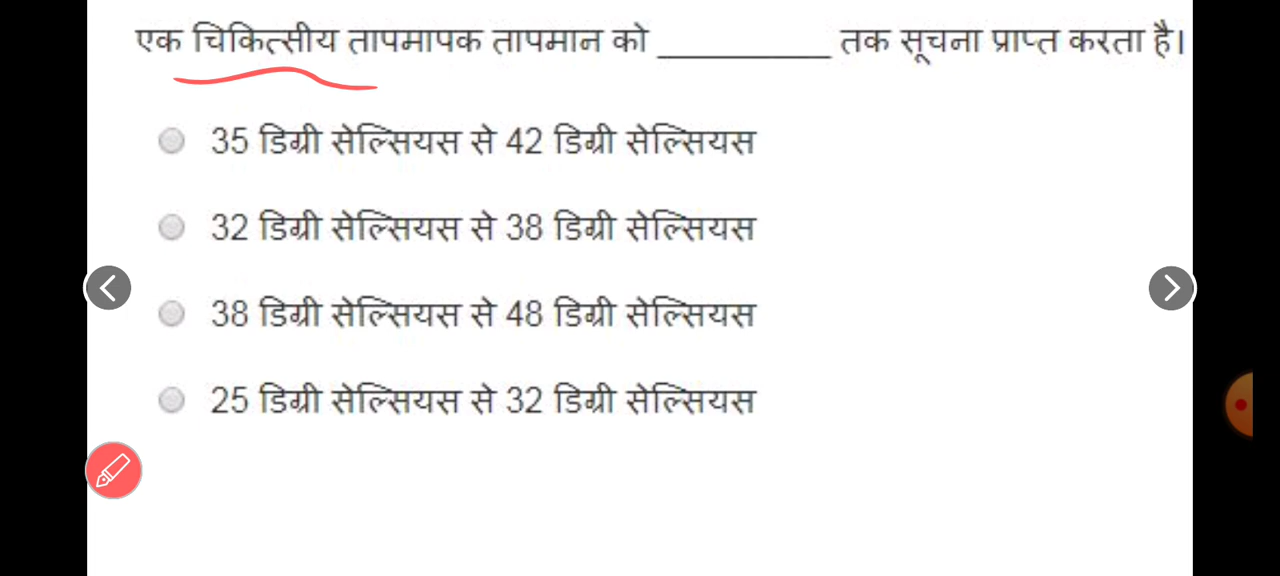 एक चिकित्सीय तापमापक तापमान को __________ तक सूचना प्राप्त करता है।
35 डिग्री सेल्सियस से 42 डिग्री सेल्सियस
32 डिग्री सेल्सियस से 38 डिग्री सेल्सियस
38 डिग्री सेल्सियस से 48 डिग्री सेल्सियस
25 डिग्री सेल्सियस से 32 डिग्री सेल्सियस